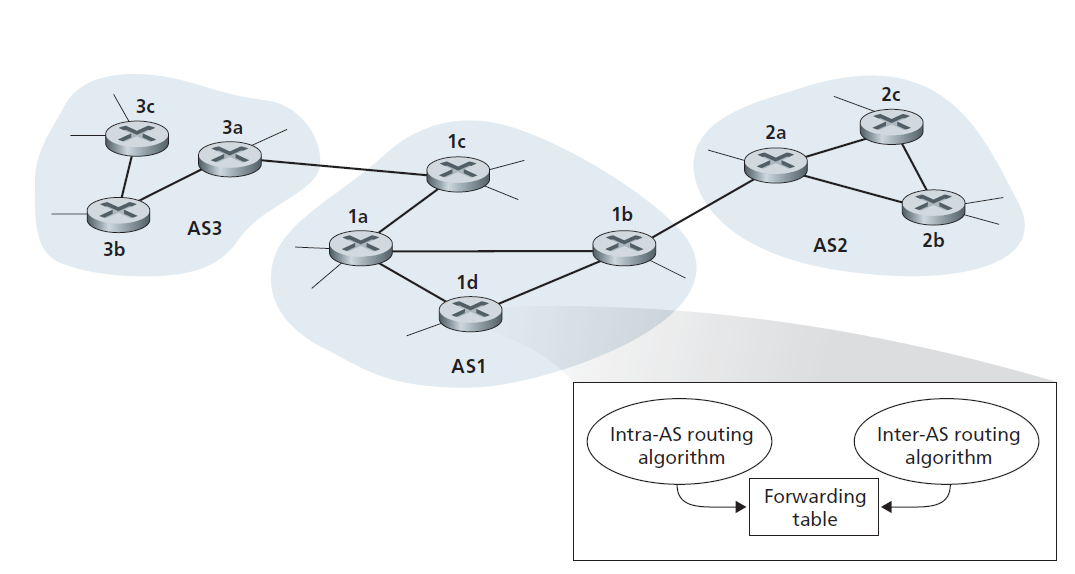 3c
3a
3b
AS3
1c
1a
1b
1d
AS1
2c
2a
2b
AS2
Intra-AS routing
algorithm
Inter-AS routing
algorithm
Forwarding
table